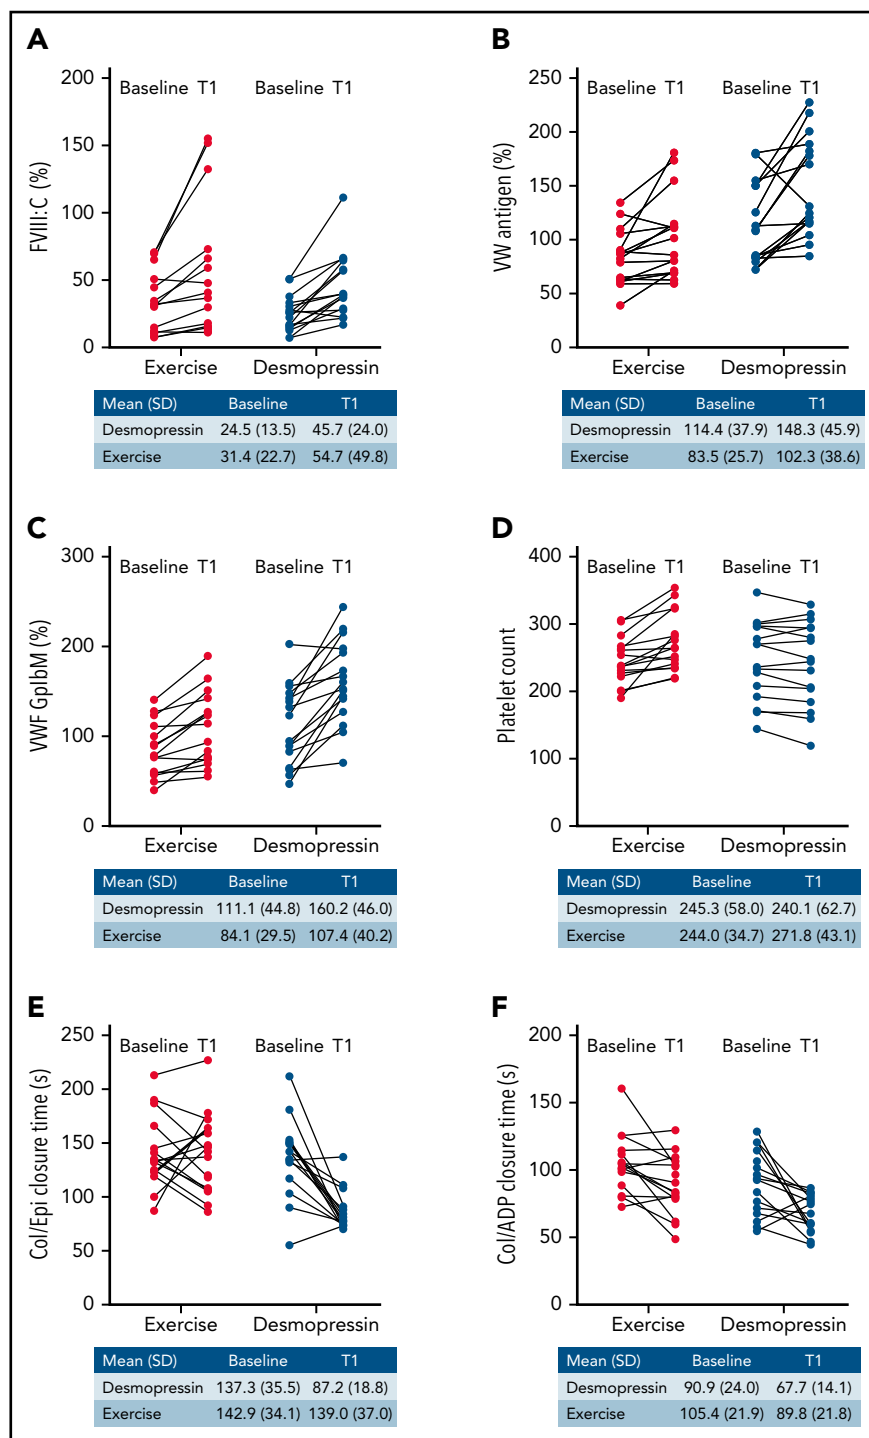 A
B
FVIII:C (%)
200
150
100
50
0
Baseline T1
Baseline T1
Exercise
Desmopressin
Mean (SD) Baseline T1
Desmopressin 24.5 (13.5) 45.7 (24.0)
Exercise 31.4 (22.7) 54.7 (49.8)
VW antigen (%)
250
200
150
100
50
0
Baseline T1
Baseline T1
Exercise
Desmopressin
Mean (SD) Baseline T1
Desmopressin 114.4 (37.9) 148.3 (45.9)
Exercise 83.5 (25.7) 102.3 (38.6)
C
D
VWF GpIbM (%)
300
200
100
0
Baseline T1
Baseline T1
Exercise
Desmopressin
Mean (SD) Baseline T1
Desmopressin 111.1 (44.8) 160.2 (46.0)
Exercise 84.1 (29.5) 107.4 (40.2)
Platelet count
400
300
200
100
0
Baseline T1
Baseline T1
Exercise
Desmopressin
Mean (SD) Baseline T1
Desmopressin 245.3 (58.0) 240.1 (62.7)
Exercise 244.0 (34.7) 271.8 (43.1)
E
F
Col/Epi closure time (s)
250
200
150
100
50
0
Baseline T1
Baseline T1
Exercise
Desmopressin
Mean (SD) Baseline T1
Desmopressin 137.3 (35.5) 87.2 (18.8)
Exercise 142.9 (34.1) 139.0 (37.0)
Col/ADP closure time (s)
200
150
100
50
0
Baseline T1
Baseline T1
Exercise
Desmopressin
Mean (SD) Baseline T1
Desmopressin 90.9 (24.0) 67.7 (14.1)
Exercise 105.4 (21.9) 89.8 (21.8)